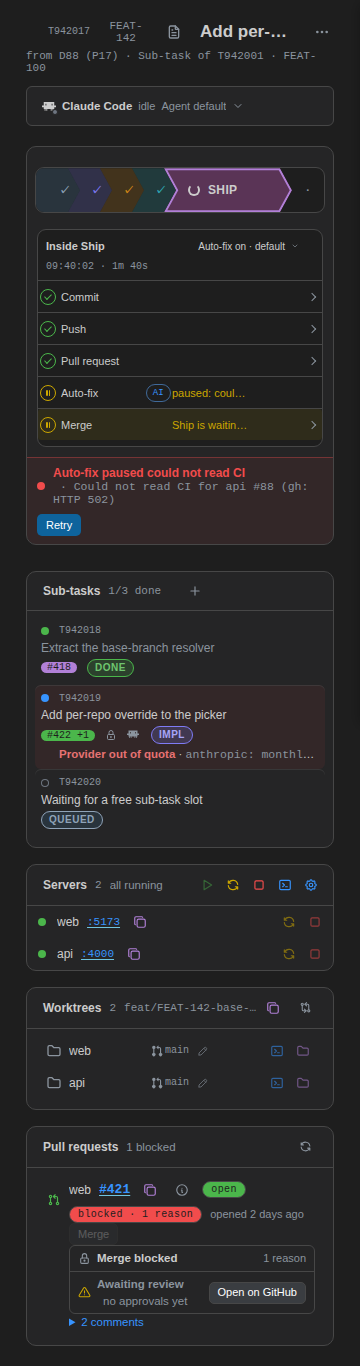 T942017 FEAT-142 Add per-…
from D88 (P17) · Sub-task of T942001 · FEAT-
100
Claude Code idle Agent default
✓ ✓ ✓ ✓ SHIP ·
Inside Ship Auto-fix on · default
09:40:02 · 1m 40s
Commit
Push
Pull request
Auto-fix AI paused: coul…
Merge Ship is waitin…
Auto-fix paused could not read CI
· Could not read CI for api #88 (gh:
HTTP 502)
Retry
Sub-tasks 1/3 done
T942018
Extract the base-branch resolver
#418 DONE
T942019
Add per-repo override to the picker
#422 +1 IMPL
Provider out of quota · anthropic: monthl…
T942020
Waiting for a free sub-task slot
QUEUED
Servers 2 all running
web :5173
api :4000
Worktrees 2 feat/FEAT-142-base-…
web main
api main
Pull requests 1 blocked
web #421 open
blocked · 1 reason opened 2 days ago
Merge
Merge blocked 1 reason
Awaiting review
no approvals yet
Open on GitHub
2 comments